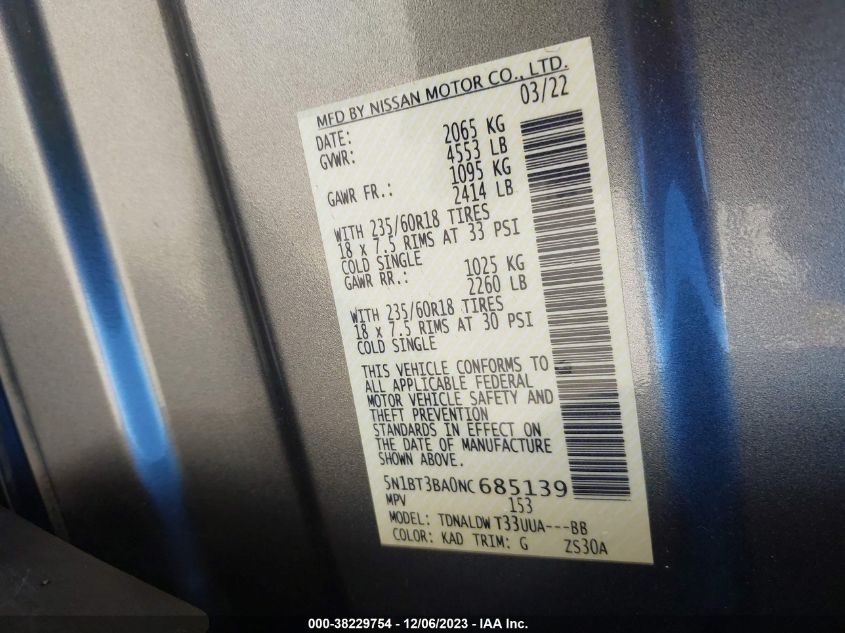 MFD BY NISSAN MOTOR CO., LTD.
DATE: 03/22
GVWR: 2065 KG
4553 LB
GAWR FR.: 1095 KG
2414 LB
WITH 235/60R18 TIRES
18 x 7.5 RIMS AT 33 PSI
COLD SINGLE
GAWR RR.: 1025 KG
2260 LB
WITH 235/60R18 TIRES
18 x 7.5 RIMS AT 30 PSI
COLD SINGLE
THIS VEHICLE CONFORMS TO
ALL APPLICABLE FEDERAL
MOTOR VEHICLE SAFETY AND
THEFT PREVENTION
STANDARDS IN EFFECT ON
THE DATE OF MANUFACTURE
SHOWN ABOVE.
5N1BT3BA0NC685139
MPV 153
MODEL: TDNALDWT33UUA---BB
COLOR: KAD TRIM: G ZS30A
000-38229754 - 12/06/2023 - IAA Inc.